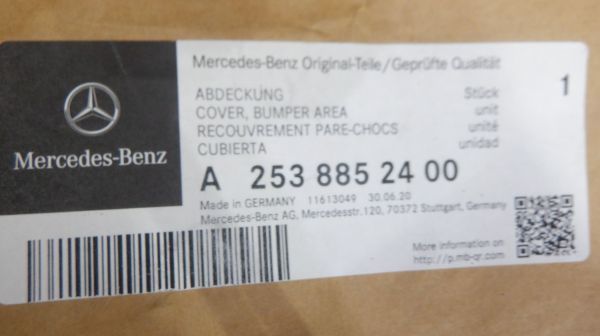 Mercedes-Benz Original-Teile/Geprüfte Qualität
ABDECKUNG Stück 1
COVER, BUMPER AREA unit
RECOUVREMENT PARE-CHOCS unité
CUBIERTA unidad
Mercedes-Benz
A 253 885 24 00
Made in GERMANY 11613049 30.06.20
Mercedes-Benz AG, Mercedesstr.120, 70372 Stuttgart, Germany
More information on
http://p.mb-qr.com